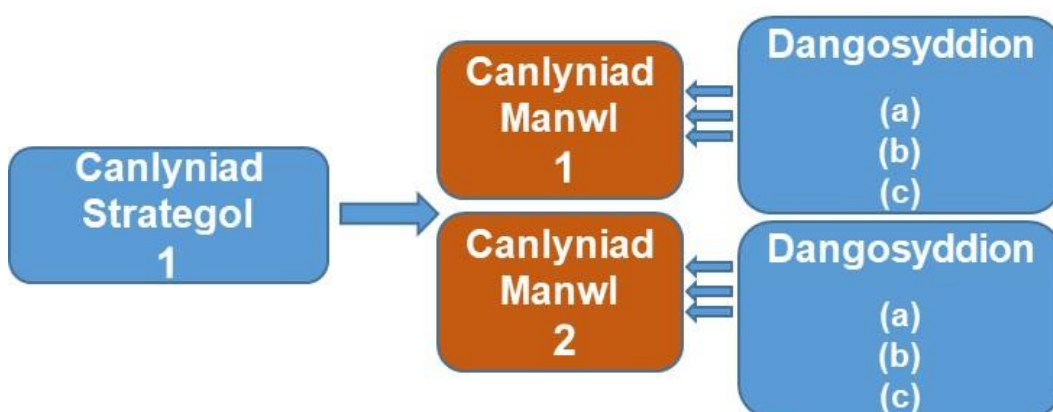 Canlyniad
Strategol
1
Canlyniad
Manwl
1
Canlyniad
Manwl
2
Dangosyddion
(a)
(b)
(c)
Dangosyddion
(a)
(b)
(c)